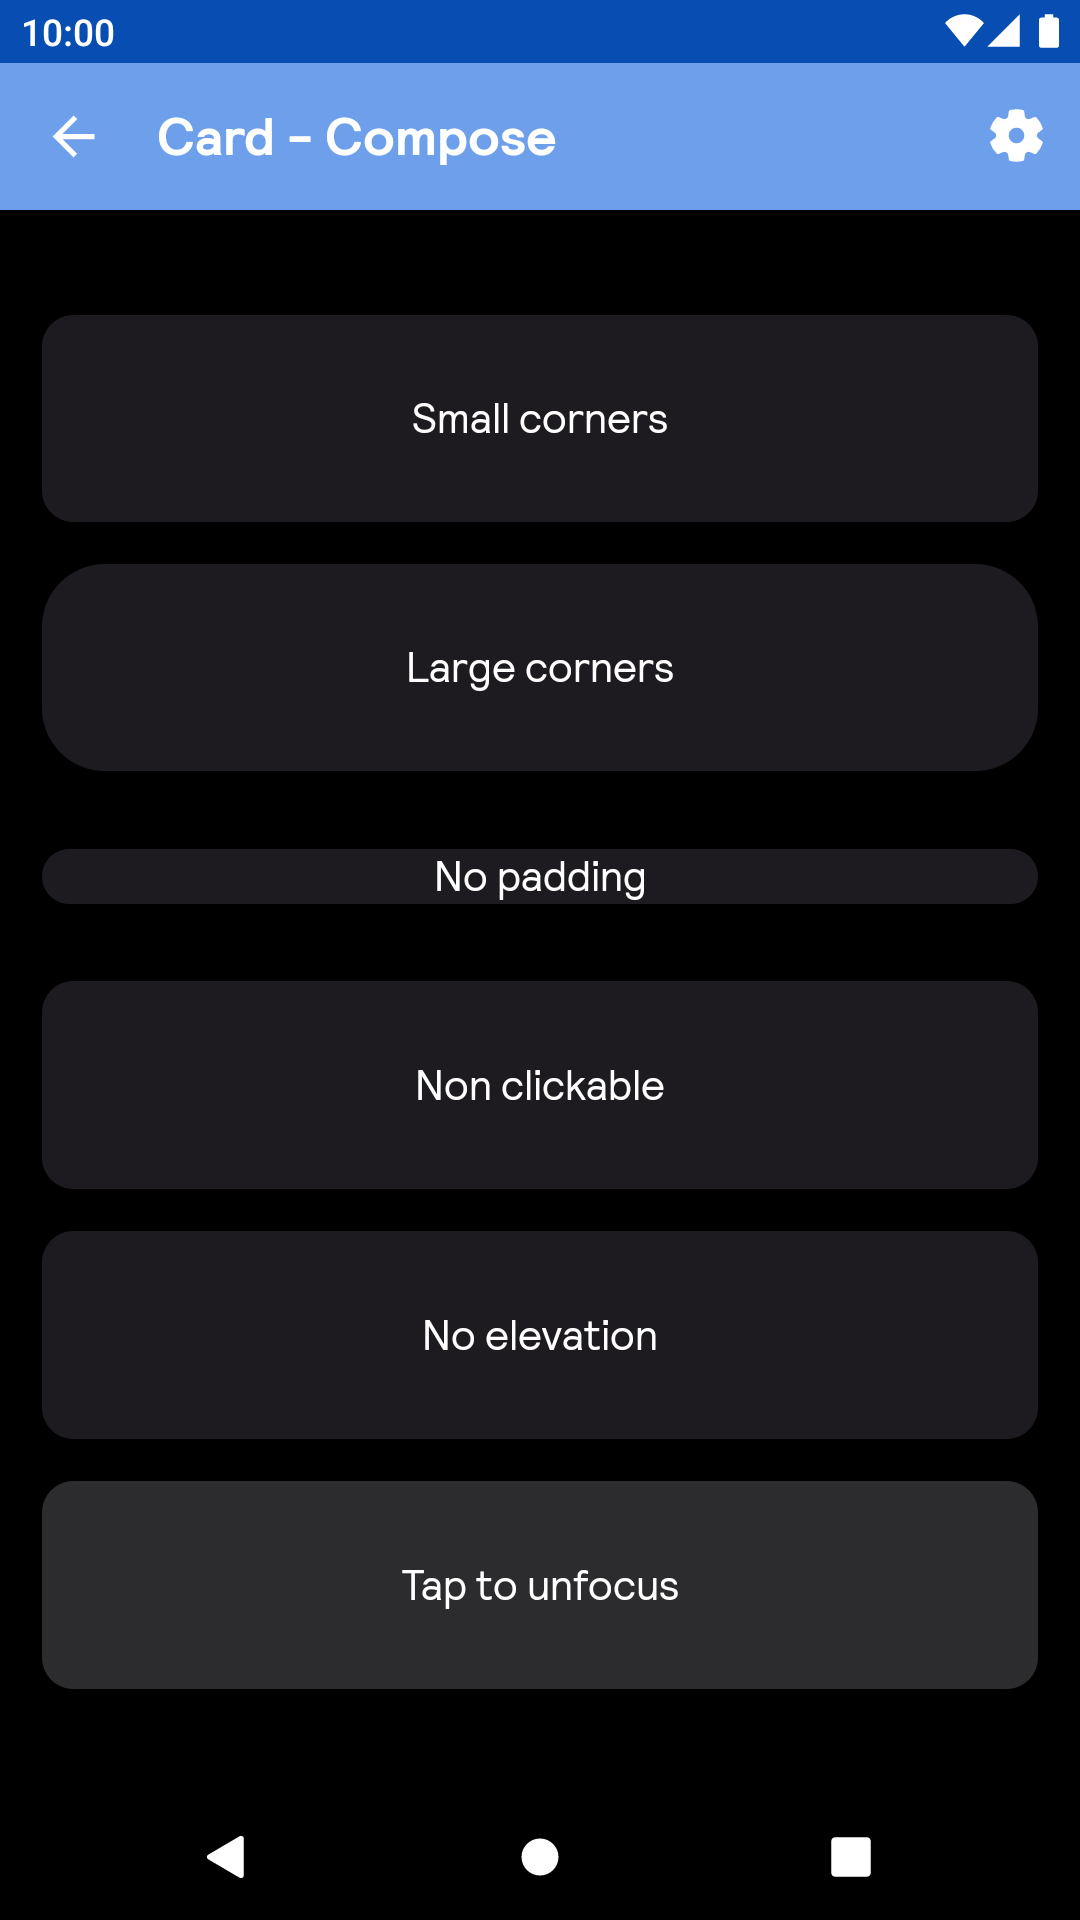 10:00
Card - Compose
Small corners
Large corners
No padding
Non clickable
No elevation
Tap to unfocus